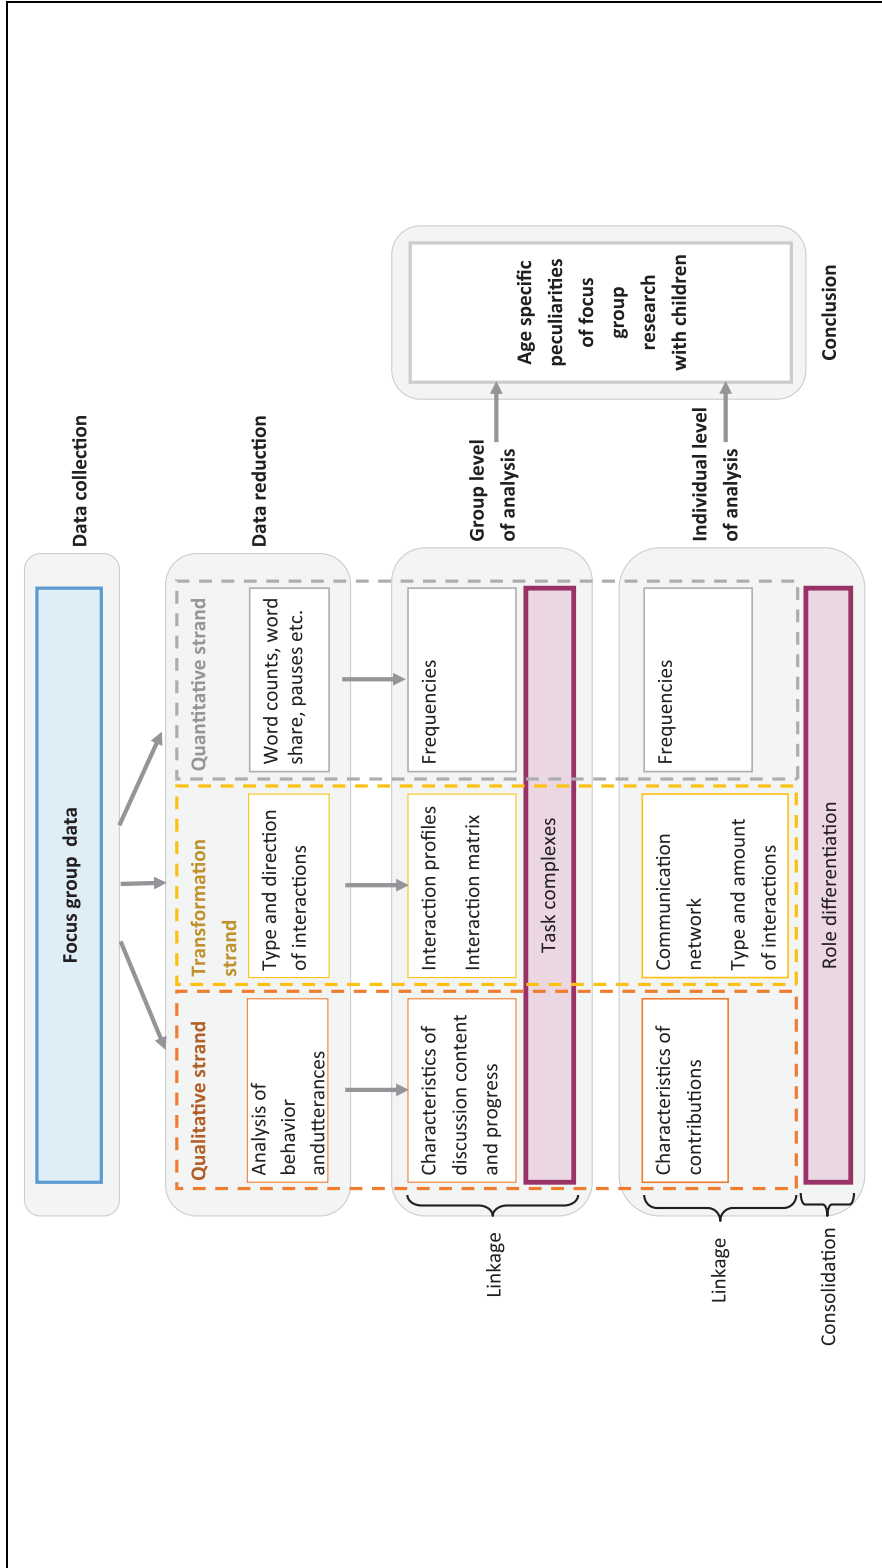 Focus group  data
Data collection
Qualitative strand
Transformation
strand
Quantitative strand
Analysis of
behavior
andutterances
Type and direction
of interactions
Word counts, word
share, pauses etc.
Data reduction
Linkage
Characteristics of
discussion content
and progress
Interaction profiles
Interaction matrix
Frequencies
Task complexes
Group level
of analysis
Linkage
Characteristics of
contributions
Communication
network
Type and amount
of interactions
Frequencies
Individual level
of analysis
Consolidation
Role differentiation
Age specific
peculiarities
of focus
group
research
with children
Conclusion